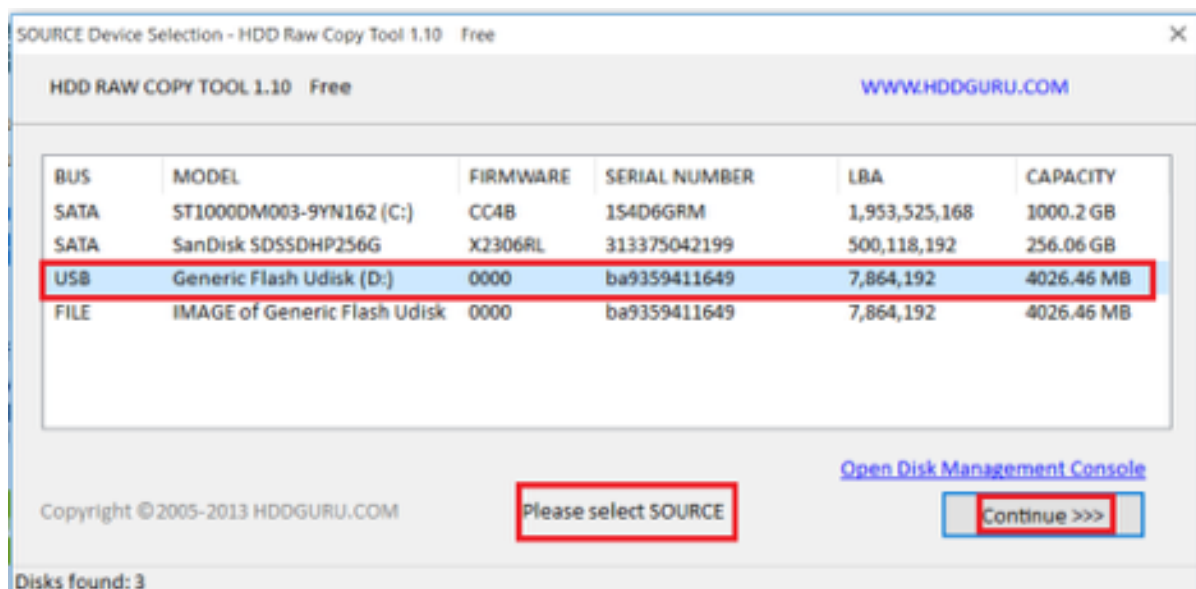 SOURCE Device Selection - HDD Raw Copy Tool 1.10 Free
HDD RAW COPY TOOL 1.10 Free WWW.HDDGURU.COM
BUS MODEL FIRMWARE SERIAL NUMBER LBA CAPACITY
SATA ST1000DM003-9YN162 (C:) CC4B 1S4D6GRM 1,953,525,168 1000.2 GB
SATA SanDisk SDSSDHP256G X2306RL 313375042199 500,118,192 256.06 GB
USB Generic Flash Udisk (D:) 0000 ba9359411649 7,864,192 4026.46 MB
FILE IMAGE of Generic Flash Udisk 0000 ba9359411649 7,864,192 4026.46 MB
Open Disk Management Console
Copyright ©2005-2013 HDDGURU.COM Please select SOURCE Continue >>>
Disks found: 3